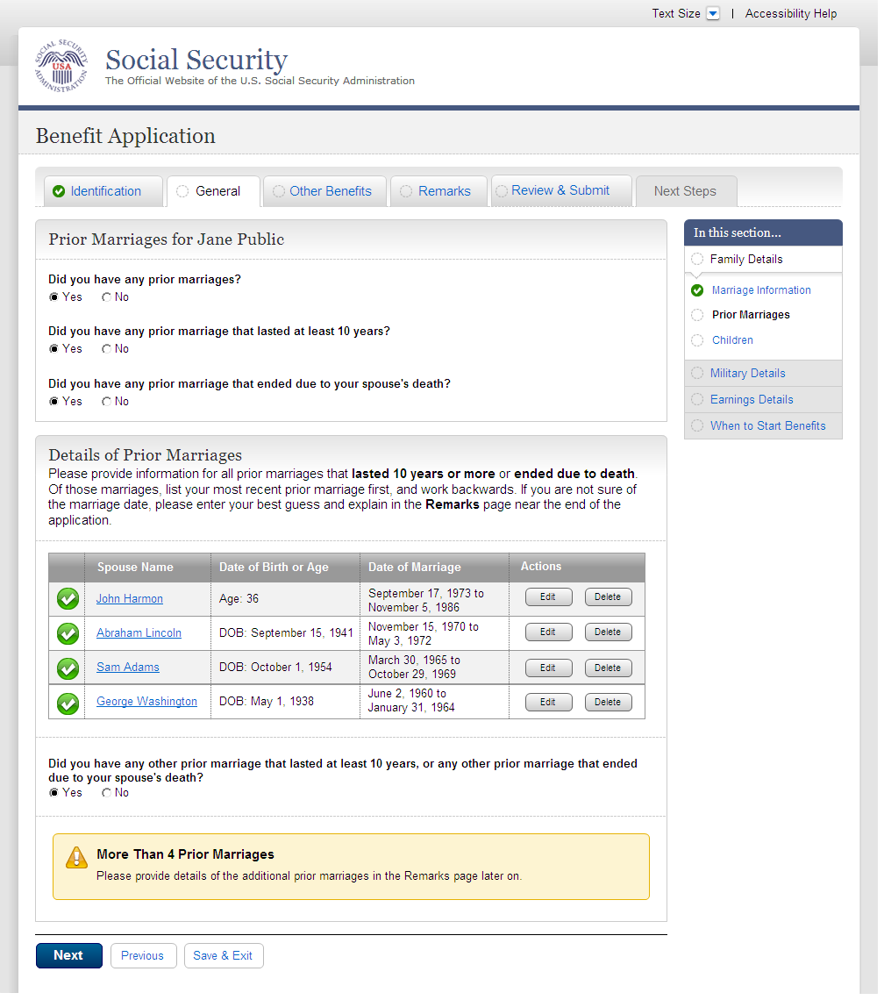 Text Size | Accessibility Help
SOCIAL SECURITY ADMINISTRATION
USA
Social Security
The Official Website of the U.S. Social Security Administration
Benefit Application
Identification
General
Other Benefits
Remarks
Review & Submit
Next Steps
Prior Marriages for Jane Public
Did you have any prior marriages?
Yes No
Did you have any prior marriage that lasted at least 10 years?
Yes No
Did you have any prior marriage that ended due to your spouse's death?
Yes No
In this section...
Family Details
Marriage Information
Prior Marriages
Children
Military Details
Earnings Details
When to Start Benefits
Details of Prior Marriages
Please provide information for all prior marriages that lasted 10 years or more or ended due to death.
Of those marriages, list your most recent prior marriage first, and work backwards. If you are not sure of
the marriage date, please enter your best guess and explain in the Remarks page near the end of the
application.
Spouse Name Date of Birth or Age Date of Marriage Actions
John Harmon Age: 36 September 17, 1973 to
November 5, 1986 Edit Delete
Abraham Lincoln DOB: September 15, 1941 November 15, 1970 to
May 3, 1972 Edit Delete
Sam Adams DOB: October 1, 1954 March 30, 1965 to
October 29, 1969 Edit Delete
George Washington DOB: May 1, 1938 June 2, 1960 to
January 31, 1964 Edit Delete
Did you have any other prior marriage that lasted at least 10 years, or any other prior marriage that ended
due to your spouse's death?
Yes No
More Than 4 Prior Marriages
Please provide details of the additional prior marriages in the Remarks page later on.
Next Previous Save & Exit